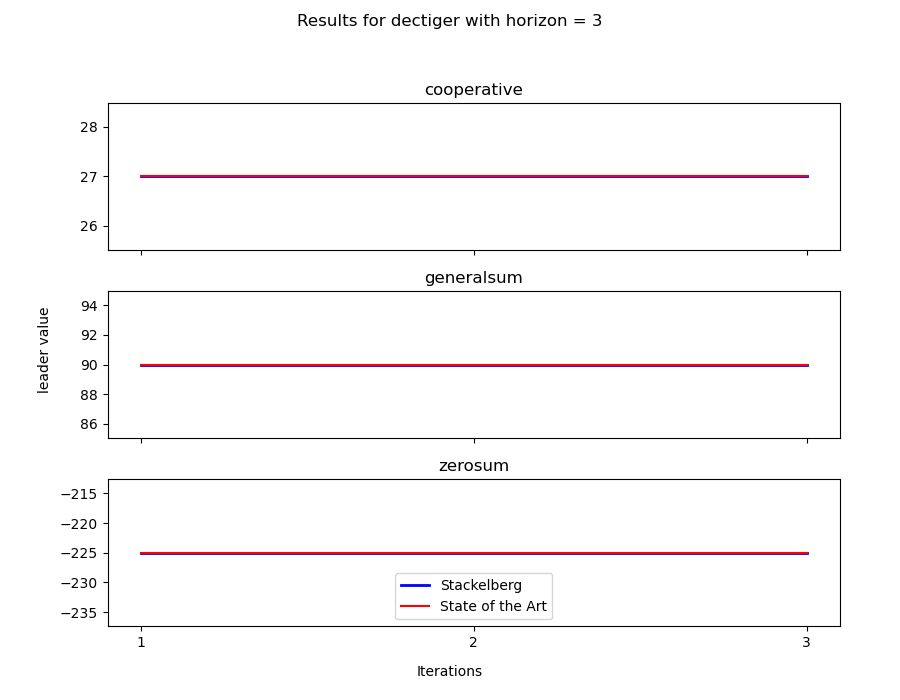 Results for dectiger with horizon = 3
cooperative
28
27
26
generalsum
94
92
90
88
86
leader value
zerosum
−215
−220
−225
−230
−235
Stackelberg
State of the Art
1 2 3
Iterations